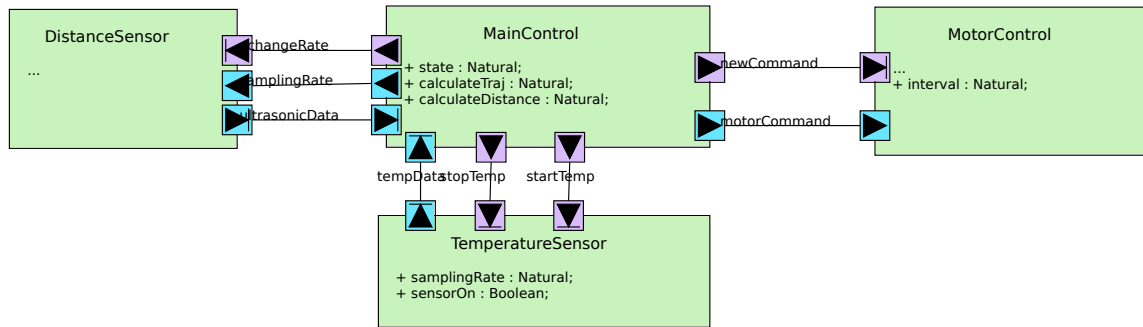 DistanceSensor
...
changeRate
amplingRate
ultrasonicData
MainControl
+ state : Natural;
+ calculateTraj : Natural;
+ calculateDistance : Natural;
newCommand
motorCommand
MotorControl
...
+ interval : Natural;
tempData
stopTemp
startTemp
TemperatureSensor
+ samplingRate : Natural;
+ sensorOn : Boolean;